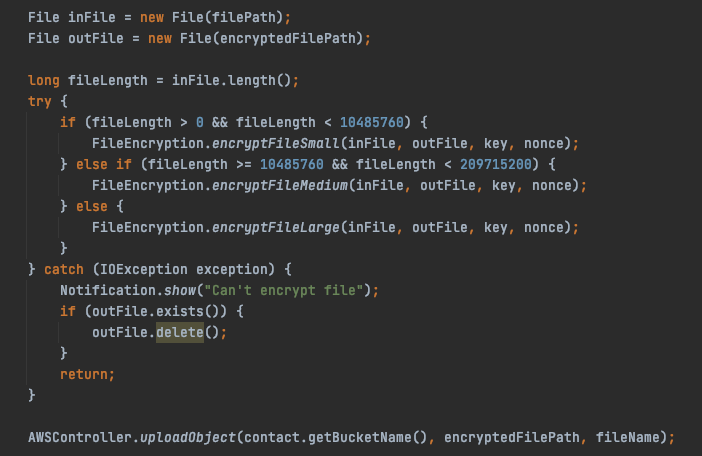 File inFile = new File(filePath);
File outFile = new File(encryptedFilePath);
long fileLength = inFile.length();
try {
if (fileLength > 0 && fileLength < 10485760) {
FileEncryption.encryptFileSmall(inFile, outFile, key, nonce);
} else if (fileLength >= 10485760 && fileLength < 209715200) {
FileEncryption.encryptFileMedium(inFile, outFile, key, nonce);
} else {
FileEncryption.encryptFileLarge(inFile, outFile, key, nonce);
}
} catch (IOException exception) {
Notification.show("Can't encrypt file");
if (outFile.exists()) {
outFile.delete();
}
return;
}
AWSController.uploadObject(contact.getBucketName(), encryptedFilePath, fileName);